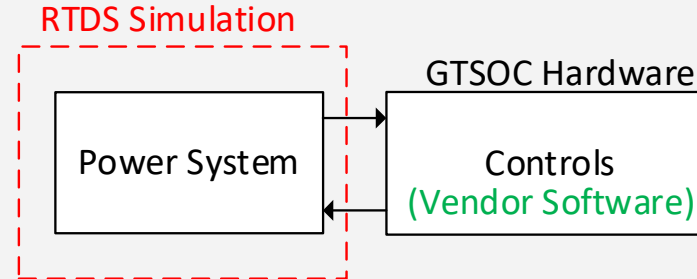 RTDS Simulation
GTSOC Hardware
Power System
Controls
(Vendor Software)